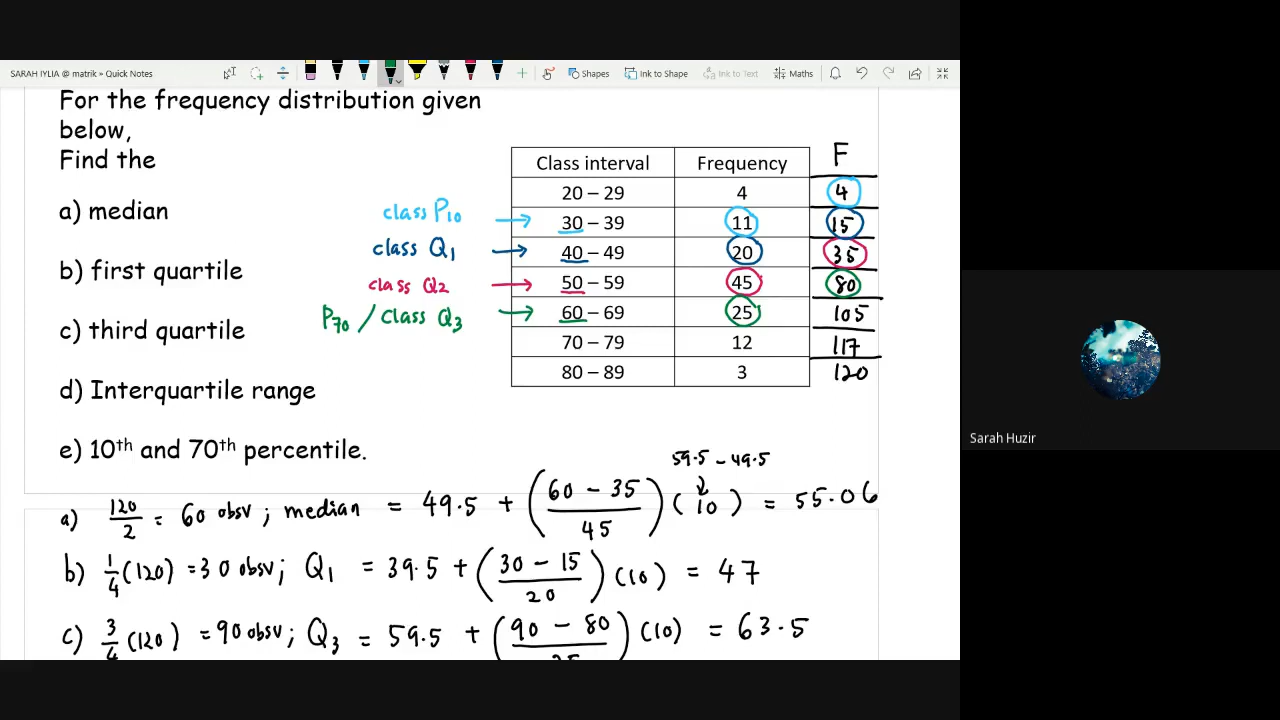 SARAH IYLIA @ matrik » Quick Notes
Shapes
Ink to Shape
Ink to Text
Maths
For the frequency distribution given
below,
Find the
a) median
b) first quartile
c) third quartile
d) Interquartile range
e) 10th and 70th percentile.
Class interval Frequency F
20 – 29 4 4
class P10 → 30 – 39 11 15
class Q1 → 40 – 49 20 35
class Q2 → 50 – 59 45 80
P70 / class Q3 → 60 – 69 25 105
70 – 79 12 117
80 – 89 3 120
59.5 – 49.5
a) 120/2 = 60 obsv ; median = 49.5 + (60 – 35 / 45) (10) = 55.06
b) 1/4 (120) = 30 obsv ; Q1 = 39.5 + (30 – 15 / 20) (10) = 47
c) 3/4 (120) = 90 obsv ; Q3 = 59.5 + (90 – 80 / 25) (10) = 63.5
Sarah Huzir